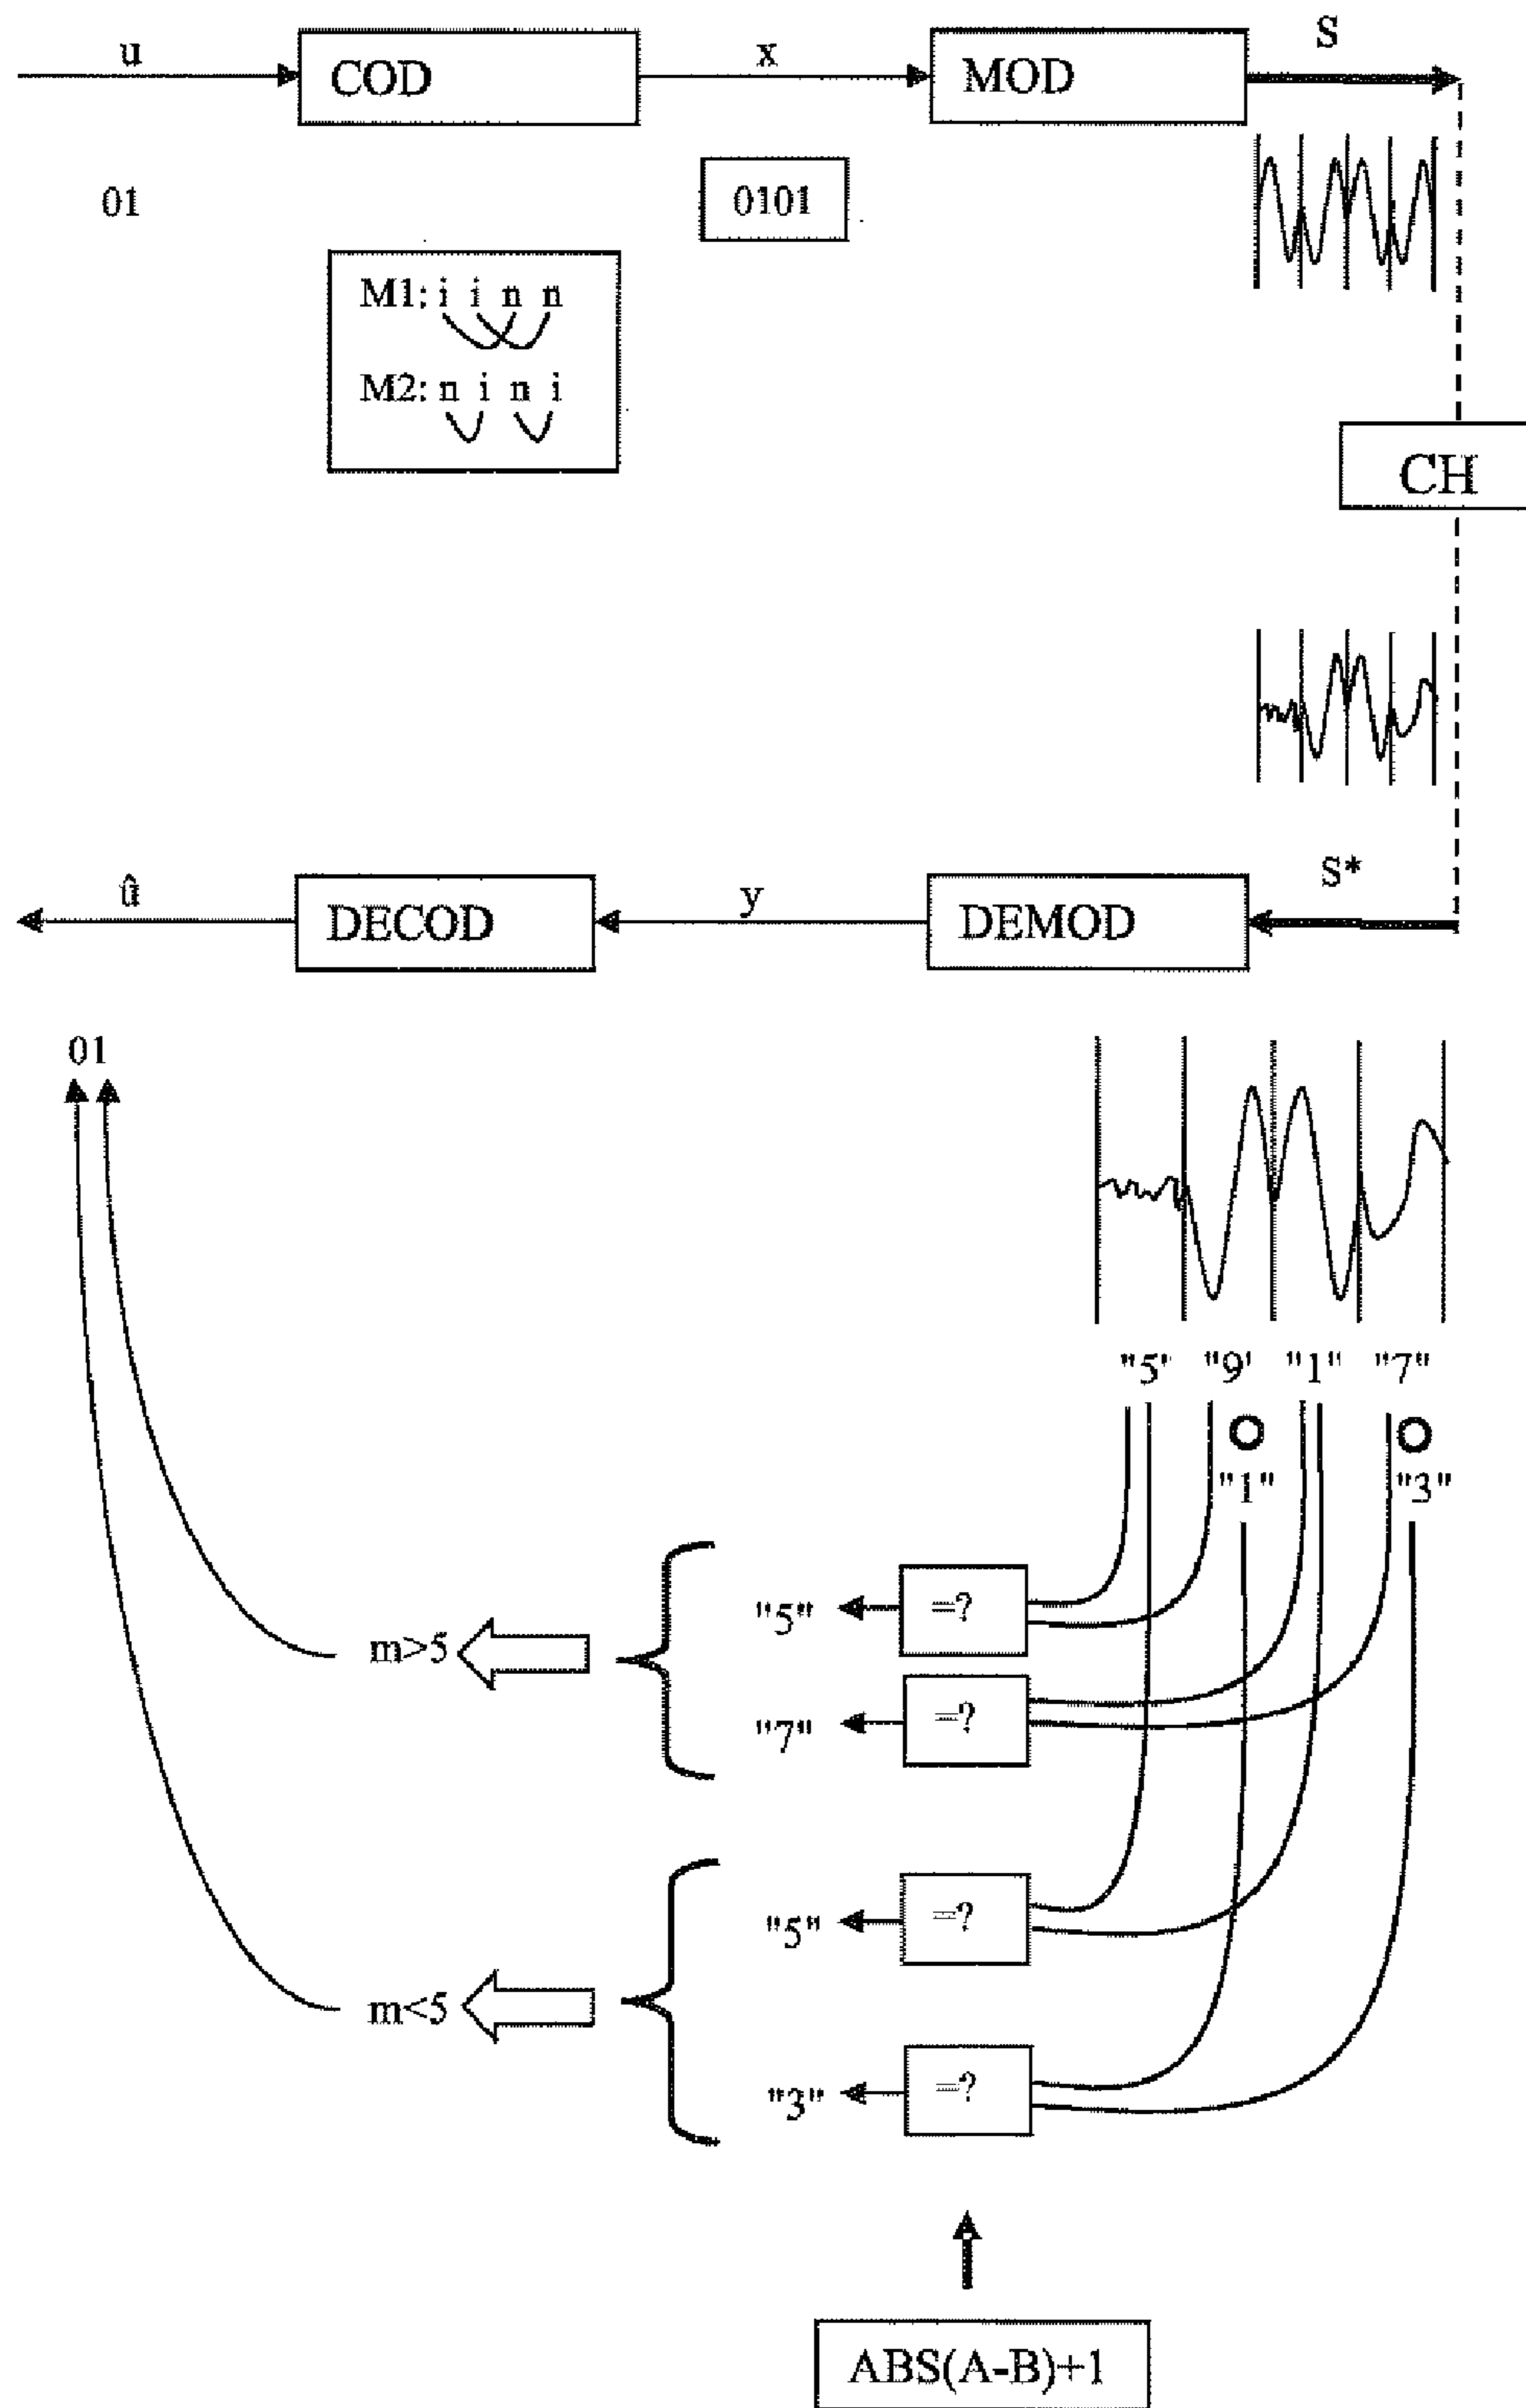 u
x
S
COD
MOD
01
0101
M1: i i n n
M2: n i n i
CH
S*
û
y
DECOD
DEMOD
01
"5' "9' "1" "7"
"1" "3"
"5" =?
m>5
"7" =?
"5" =?
m<5
"3" =?
ABS(A-B)+1